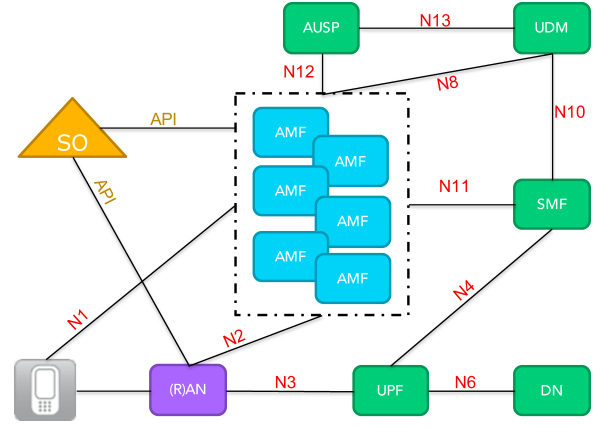 AUSP
N13
UDM
N12
N8
API
SO
AMF
AMF
AMF
AMF
AMF
AMF
N10
API
N11
SMF
N1
N2
N4
(R)AN
N3
UPF
N6
DN